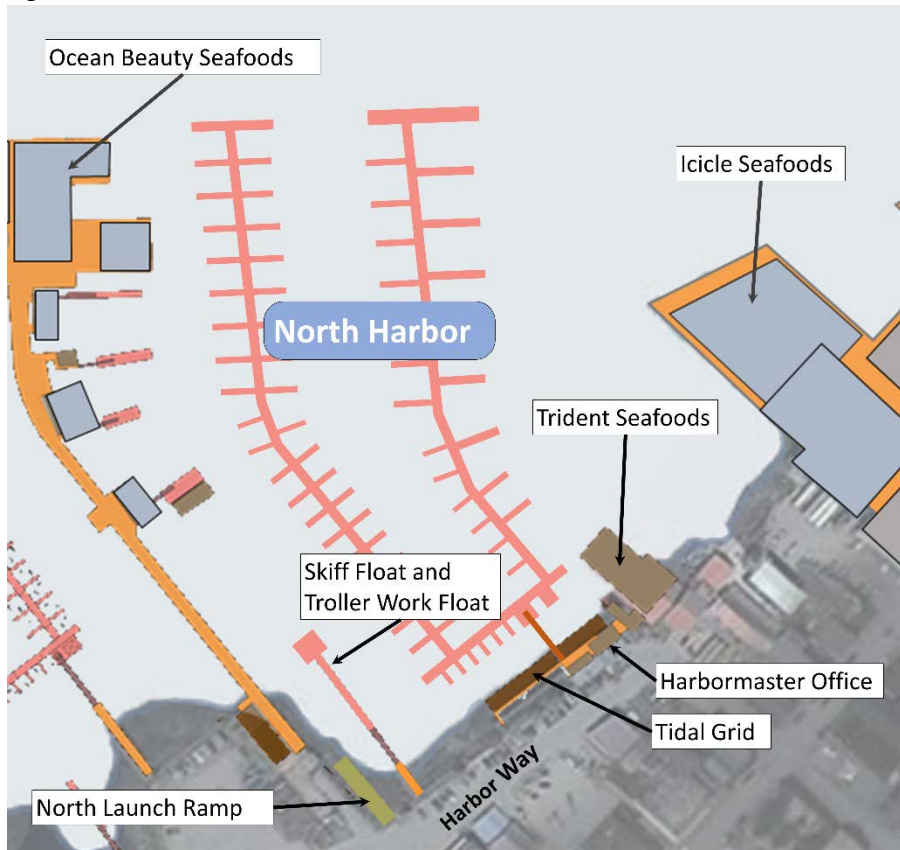 Ocean Beauty Seafoods
Icicle Seafoods
North Harbor
Trident Seafoods
Skiff Float and
Troller Work Float
Harbormaster Office
Tidal Grid
Harbor Way
North Launch Ramp